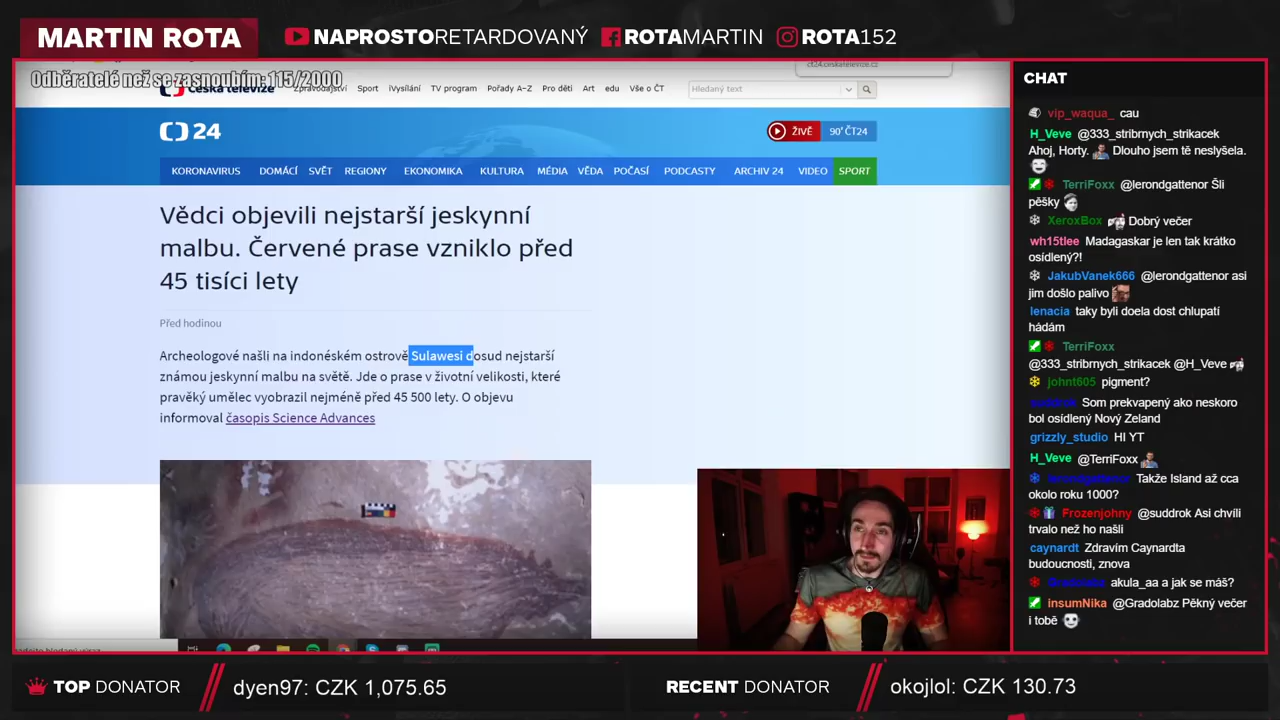 MARTIN ROTA
NAPROSTORETARDOVANÝ
ROTAMARTIN
ROTA152
Odběratelé než se zasnoubím: 115/2000
ct24.ceskatelevize.cz
Česká televize
Zpravodajství Sport iVysílání TV program Pořady A–Z Pro děti Art edu Vše o ČT
Hledaný text
24
ŽIVĚ 90' ČT24
KORONAVIRUS DOMÁCÍ SVĚT REGIONY EKONOMIKA KULTURA MÉDIA VĚDA POČASÍ PODCASTY ARCHIV 24 VIDEO SPORT
Vědci objevili nejstarší jeskynní
malbu. Červené prase vzniklo před
45 tisíci lety
Před hodinou
Archeologové našli na indonéském ostrově Sulawesi dosud nejstarší
známou jeskynní malbu na světě. Jde o prase v životní velikosti, které
pravěký umělec vyobrazil nejméně před 45 500 lety. O objevu
informoval časopis Science Advances
CHAT
vip_waqua_ cau
H_Veve @333_stribrnych_strikacek
Ahoj, Horty. Dlouho jsem tě neslyšela.
TerriFoxx @lerondgattenor Šli
pěšky
XeroxBox Dobrý večer
wh15tlee Madagaskar je len tak krátko
osídlený?!
JakubVanek666 @lerondgattenor asi
jim došlo palivo
lenacia taky byli doela dost chlupatí
hádám
TerriFoxx
@333_stribrnych_strikacek @H_Veve
johnt605 pigment?
suddrok Som prekvapený ako neskoro
bol osídlený Nový Zeland
grizzly_studio HI YT
H_Veve @TerriFoxx
lerondgattenor Takže Island až cca
okolo roku 1000?
Frozenjohny @suddrok Asi chvíli
trvalo než ho našli
caynardt Zdravím Caynardta
budoucnosti, znova
Gradolabz akula_aa a jak se máš?
insumNika @Gradolabz Pěkný večer
i tobě
TOP DONATOR
dyen97: CZK 1,075.65
RECENT DONATOR
okojlol: CZK 130.73